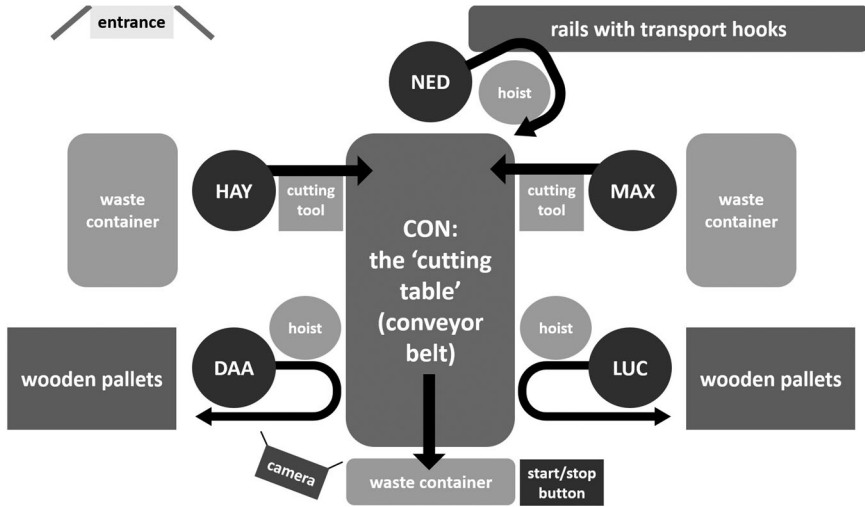 entrance
rails with transport hooks
NED
hoist
waste
container
HAY
cutting
tool
cutting
tool
MAX
waste
container
CON:
the ‘cutting
table’
(conveyor
belt)
wooden pallets
DAA
hoist
hoist
LUC
wooden pallets
camera
waste container
start/stop
button